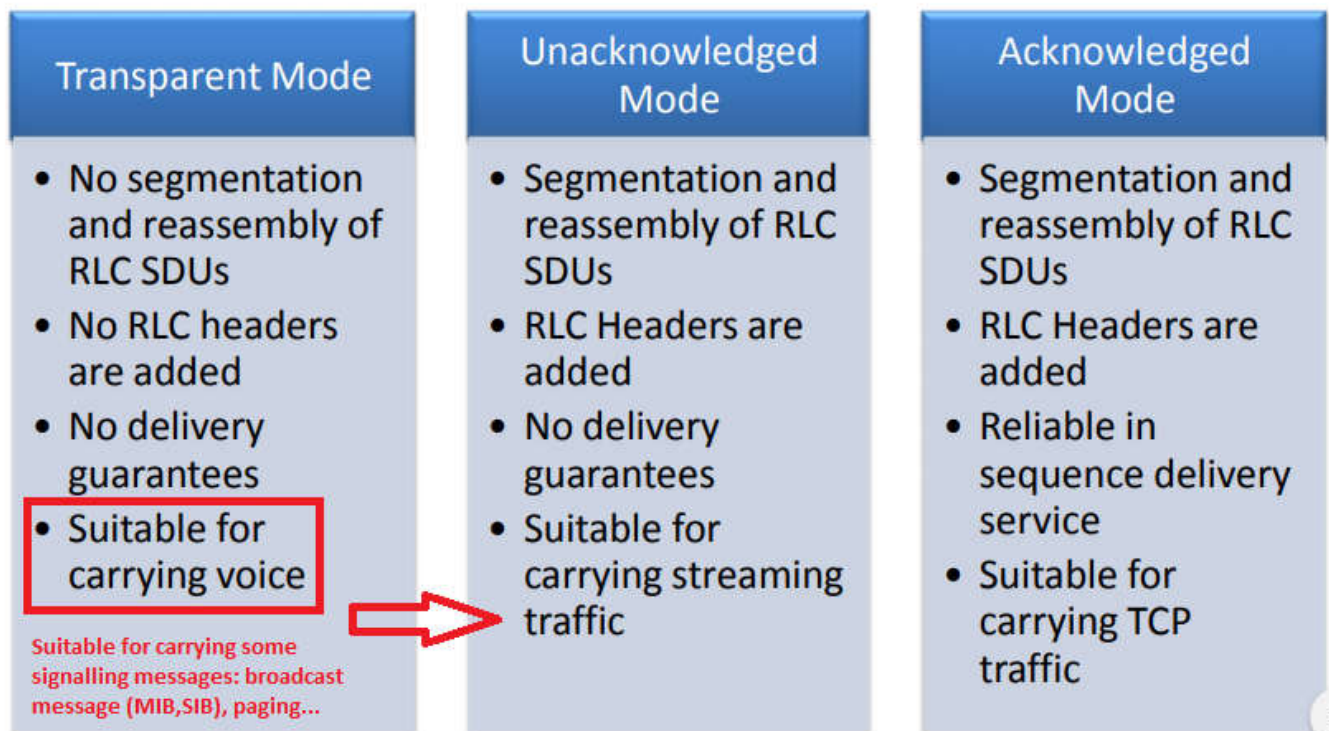 Transparent Mode
• No segmentation
and reassembly of
RLC SDUs
• No RLC headers
are added
• No delivery
guarantees
• Suitable for
carrying voice
Suitable for carrying some
signalling messages: broadcast
message (MIB,SIB), paging...
Unacknowledged
Mode
• Segmentation and
reassembly of RLC
SDUs
• RLC Headers are
added
• No delivery
guarantees
• Suitable for
carrying streaming
traffic
Acknowledged
Mode
• Segmentation and
reassembly of RLC
SDUs
• RLC Headers are
added
• Reliable in
sequence delivery
service
• Suitable for
carrying TCP
traffic